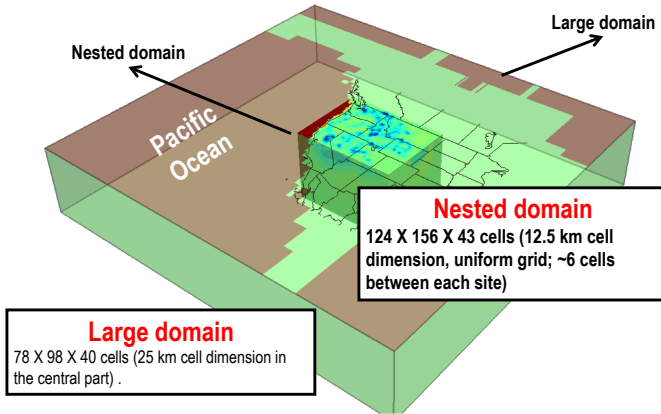 Large domain
Nested domain
Pacific
Ocean
Nested domain
124 X 156 X 43 cells (12.5 km cell
dimension, uniform grid; ~6 cells
between each site)
Large domain
78 X 98 X 40 cells (25 km cell dimension in
the central part) .